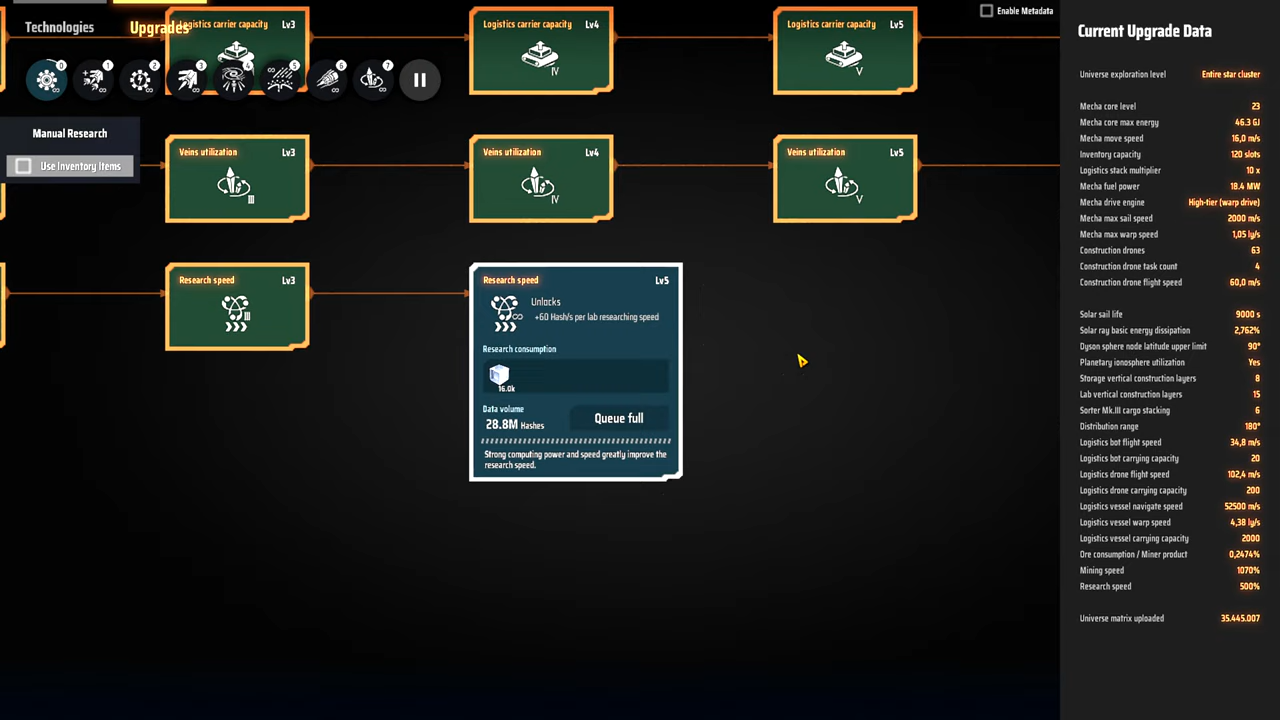 Technologies
Upgrades
0
1
2
3
4
5
6
7
Manual Research
Use Inventory Items
Logistics carrier capacity Lv3
Logistics carrier capacity Lv4
IV
Logistics carrier capacity Lv5
V
Enable Metadata
Veins utilization Lv3
III
Veins utilization Lv4
IV
Veins utilization Lv5
V
Research speed Lv3
III
Research speed Lv5
Unlocks
+60 Hash/s per lab researching speed
Research consumption
16.0k
Data volume
28.8M Hashes
Queue full
Strong computing power and speed greatly improve the
research speed.
Current Upgrade Data
Universe exploration level Entire star cluster
Mecha core level 23
Mecha core max energy 46.3 GJ
Mecha move speed 16,0 m/s
Inventory capacity 120 slots
Logistics stack multiplier 10 x
Mecha fuel power 18.4 MW
Mecha drive engine High-tier (warp drive)
Mecha max sail speed 2000 m/s
Mecha max warp speed 1,05 ly/s
Construction drones 63
Construction drone task count 4
Construction drone flight speed 60,0 m/s
Solar sail life 9000 s
Solar ray basic energy dissipation 2,762%
Dyson sphere node latitude upper limit 90°
Planetary ionosphere utilization Yes
Storage vertical construction layers 8
Lab vertical construction layers 15
Sorter Mk.III cargo stacking 6
Distribution range 180°
Logistics bot flight speed 34,8 m/s
Logistics bot carrying capacity 20
Logistics drone flight speed 102,4 m/s
Logistics drone carrying capacity 200
Logistics vessel navigate speed 52500 m/s
Logistics vessel warp speed 4,38 ly/s
Logistics vessel carrying capacity 2000
Ore consumption / Miner product 0,2474%
Mining speed 1070%
Research speed 500%
Universe matrix uploaded 35.445.007